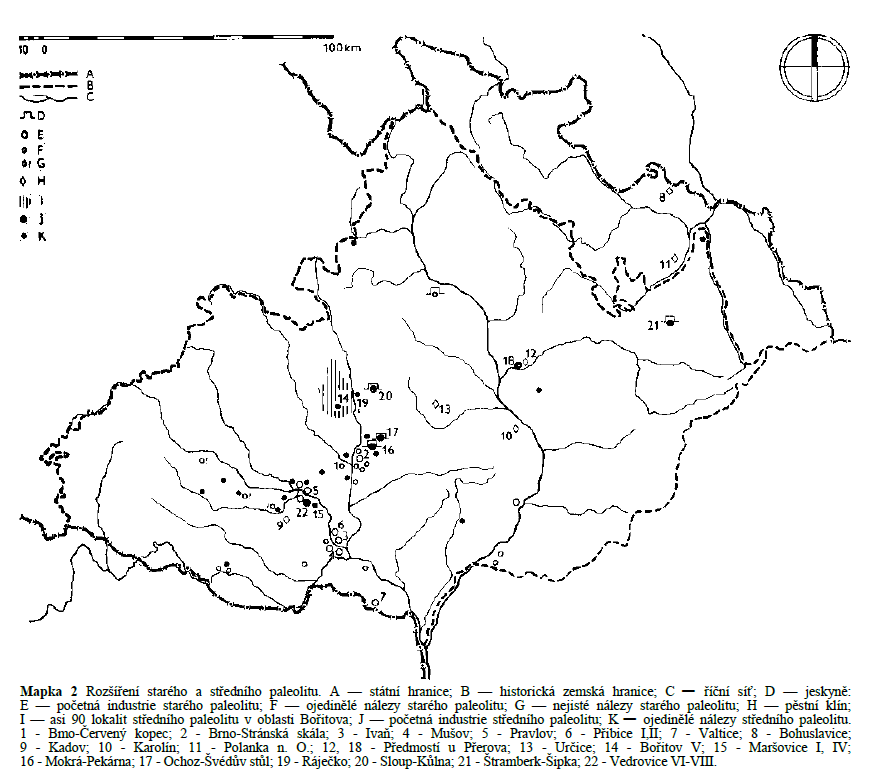 10 0 100km
A
B
C
D
E
F
G
H
I
J
K
8
11
21
18 12
14 19 20
13
17
16
10
2
16
5
22 15
9
6
3
4
7
Mapka 2 Rozšíření starého a středního paleolitu. A — státní hranice; B — historická zemská hranice; C — říční síť; D — jeskyně:
E — početná industrie starého paleolitu; F — ojedinělé nálezy starého paleolitu; G — nejisté nálezy starého paleolitu; H — pěstní klín;
I — asi 90 lokalit středního paleolitu v oblasti Bořitova; J — početná industrie středního paleolitu; K — ojedinělé nálezy středního paleolitu.
1 - Brno-Červený kopec; 2 - Brno-Stránská skála; 3 - Ivaň; 4 - Mušov; 5 - Pravlov; 6 - Přibice I,II; 7 - Valtice; 8 - Bohuslavice;
9 - Kadov; 10 - Karolín; 11 - Polanka n. O.; 12, 18 - Předmostí u Přerova; 13 - Určice; 14 - Bořitov V; 15 - Maršovice I, IV;
16 - Mokrá-Pekárna; 17 - Ochoz-Švédův stůl; 19 - Ráječko; 20 - Sloup-Kůlna; 21 - Štramberk-Šipka; 22 - Vedrovice VI-VIII.